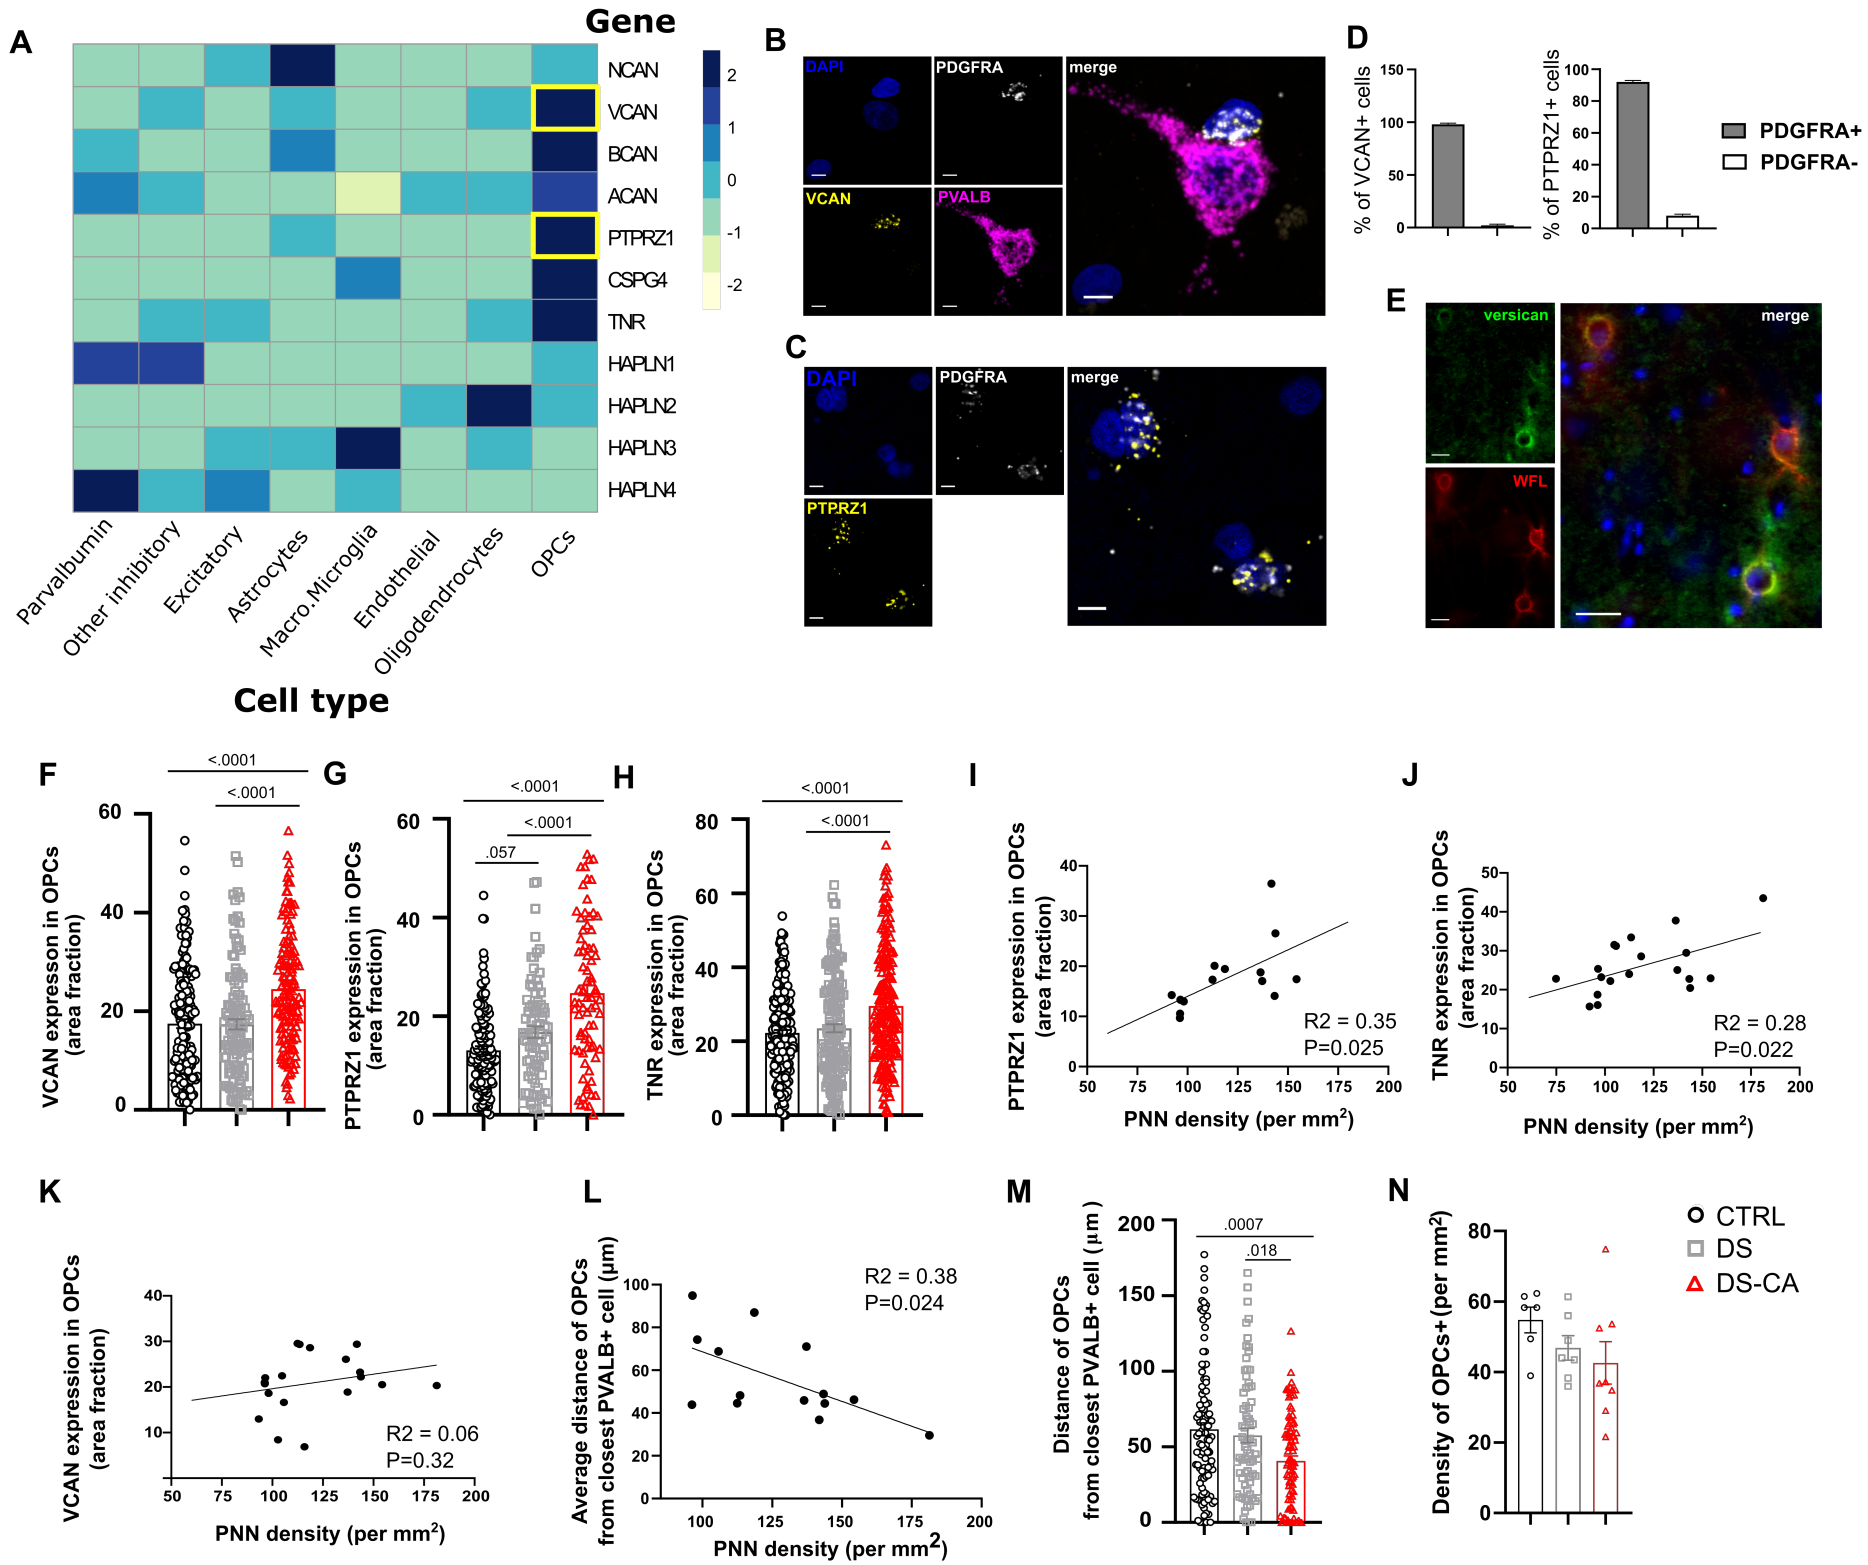 A
Gene
NCAN
VCAN
BCAN
ACAN
PTPRZ1
CSPG4
TNR
HAPLN1
HAPLN2
HAPLN3
HAPLN4
2
1
0
-1
-2
Parvalbumin
Other inhibitory
Excitatory
Astrocytes
Macro.Microglia
Endothelial
Oligodendrocytes
OPCs
Cell type
B
DAPI
PDGFRA
merge
VCAN
PVALB
C
DAPI
PDGFRA
merge
PTPRZ1
D
% of VCAN+ cells
150
100
50
0
% of PTPRZ1+ cells
100
80
60
40
20
0
PDGFRA+
PDGFRA-
E
versican
merge
WFL
F
<.0001
<.0001
VCAN expresson in OPCs
(area fraction)
60
40
20
0
G
<.0001
<.0001
.057
PTPRZ1 expression in OPCs
(area fraction)
60
40
20
0
H
<.0001
<.0001
TNR expression in OPCs
(area fraction)
80
60
40
20
0
I
PTPRZ1 expression in OPCs
(area fraction)
40
30
20
10
0
R2 = 0.35
P=0.025
50 75 100 125 150 175 200
PNN density (per mm2)
J
TNR expression in OPCs
(area fraction)
50
40
30
20
10
0
R2 = 0.28
P=0.022
50 75 100 125 150 175 200
PNN density (per mm2)
K
VCAN expression in OPCs
(area fraction)
40
30
20
10
R2 = 0.06
P=0.32
50 75 100 125 150 175 200
PNN density (per mm2)
L
Average distance of OPCs
from closest PVALB+ cell (µm)
100
80
60
40
20
0
R2 = 0.38
P=0.024
100 125 150 175 200
PNN density (per mm2)
M
Distance of OPCs
from closest PVALB+ cell (µm )
200
150
100
50
0
.0007
.018
N
Density of OPCs+ (per mm2)
80
60
40
20
0
CTRL
DS
DS-CA